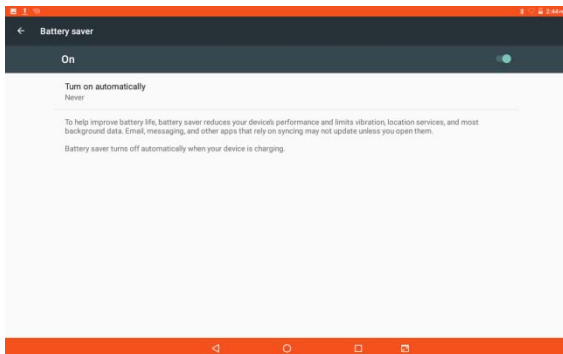 2:44
Battery saver
On
Turn on automatically
Never
To help improve battery life, battery saver reduces your device's performance and limits vibration, location services, and most
background data. Email, messaging, and other apps that rely on syncing may not update unless you open them.
Battery saver turns off automatically when your device is charging.